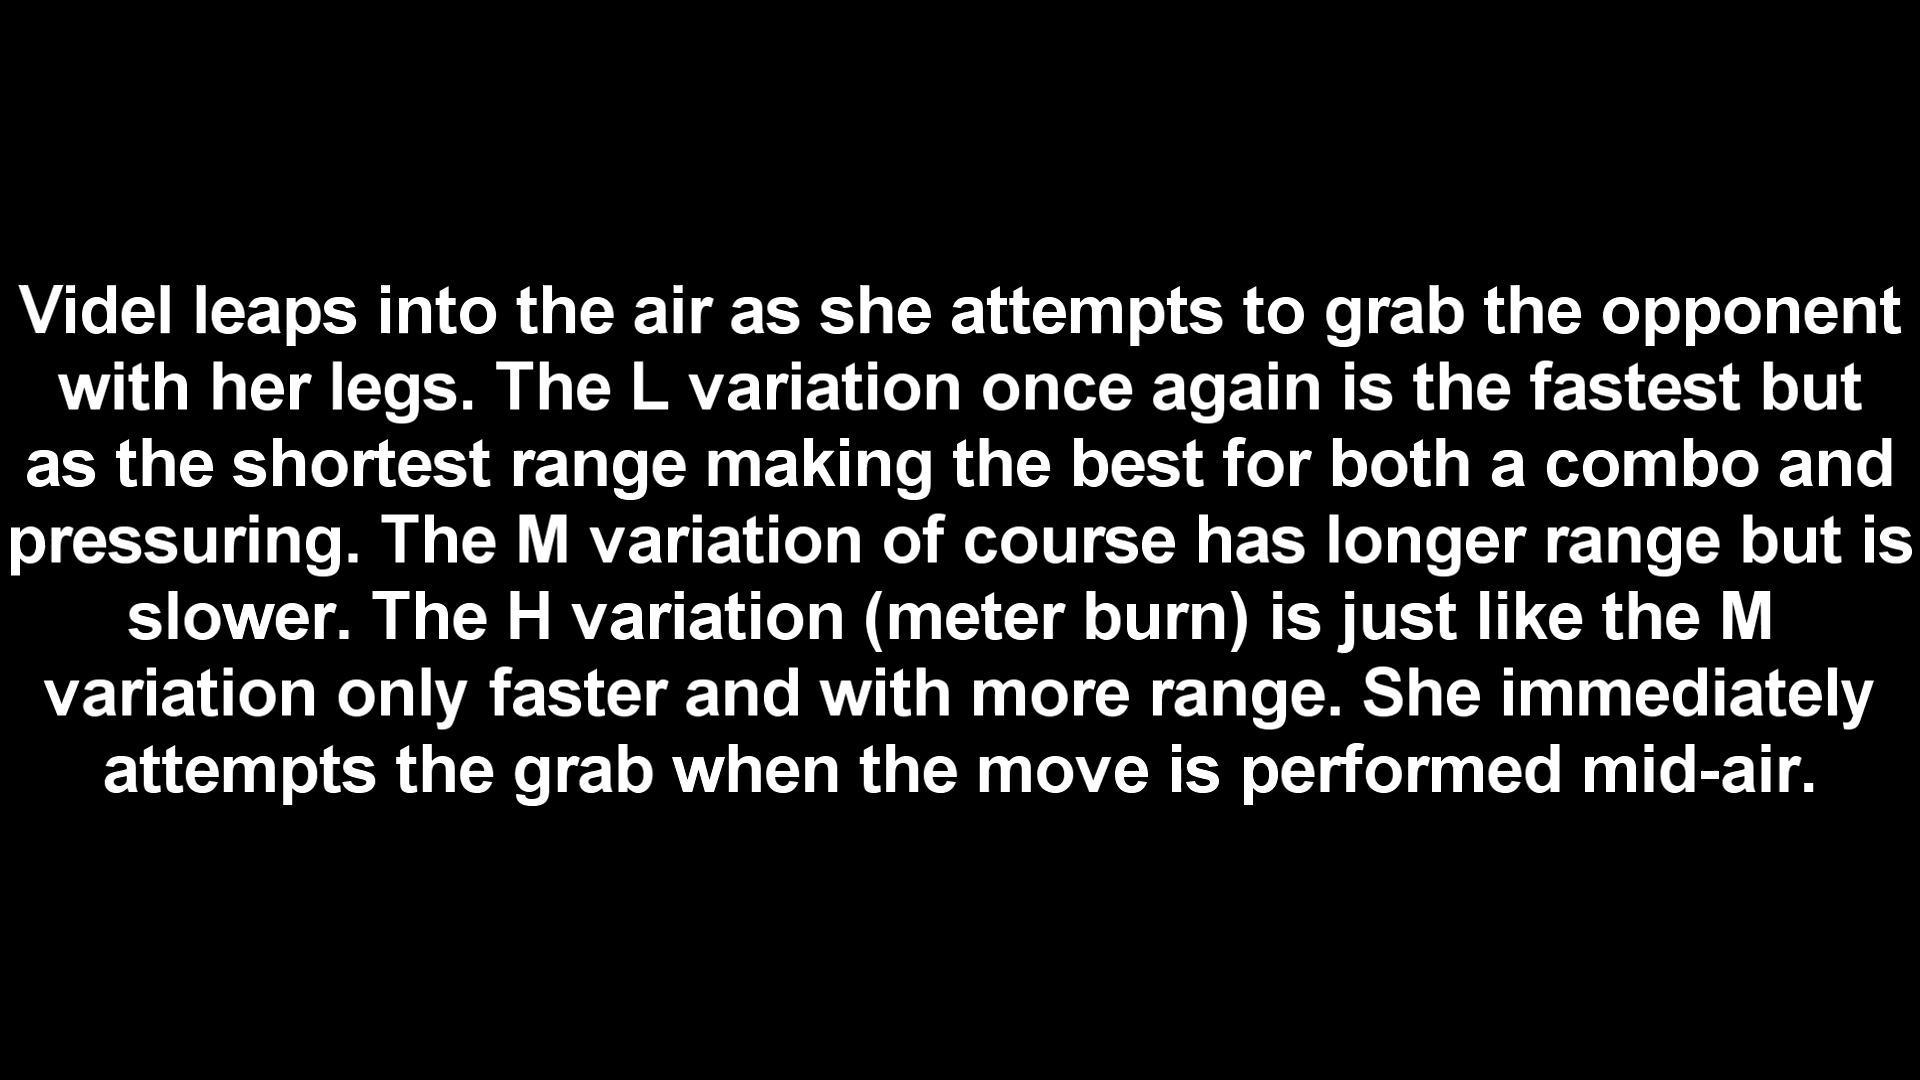 Videl leaps into the air as she attempts to grab the opponent
with her legs. The L variation once again is the fastest but
as the shortest range making the best for both a combo and
pressuring. The M variation of course has longer range but is
slower. The H variation (meter burn) is just like the M
variation only faster and with more range. She immediately
attempts the grab when the move is performed mid-air.